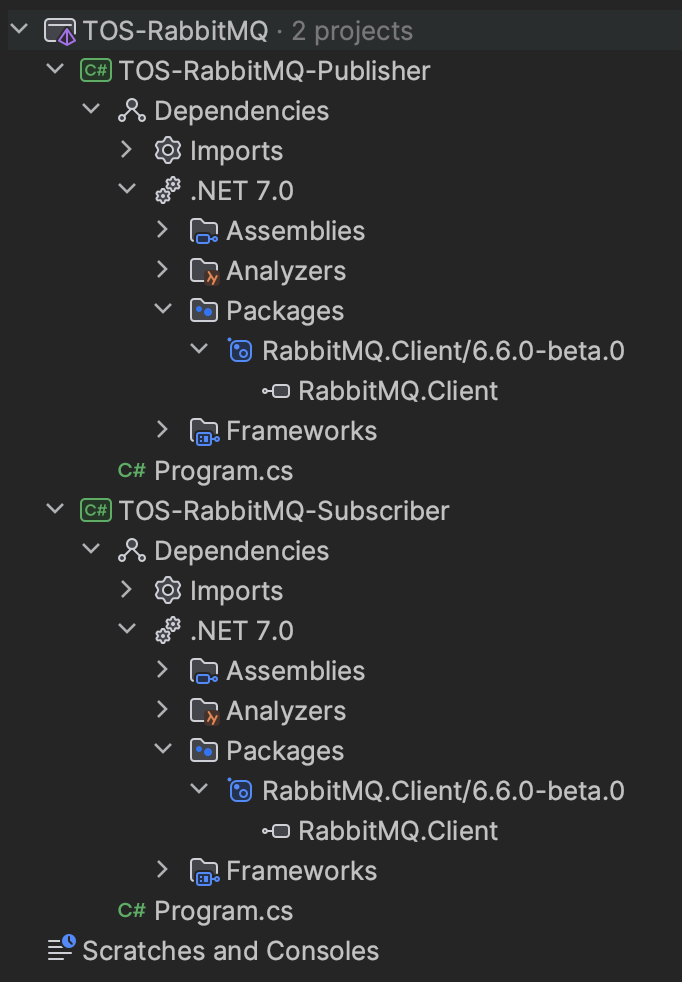 TOS-RabbitMQ · 2 projects
C# TOS-RabbitMQ-Publisher
Dependencies
Imports
.NET 7.0
Assemblies
Analyzers
Packages
RabbitMQ.Client/6.6.0-beta.0
RabbitMQ.Client
Frameworks
C# Program.cs
C# TOS-RabbitMQ-Subscriber
Dependencies
Imports
.NET 7.0
Assemblies
Analyzers
Packages
RabbitMQ.Client/6.6.0-beta.0
RabbitMQ.Client
Frameworks
C# Program.cs
Scratches and Consoles